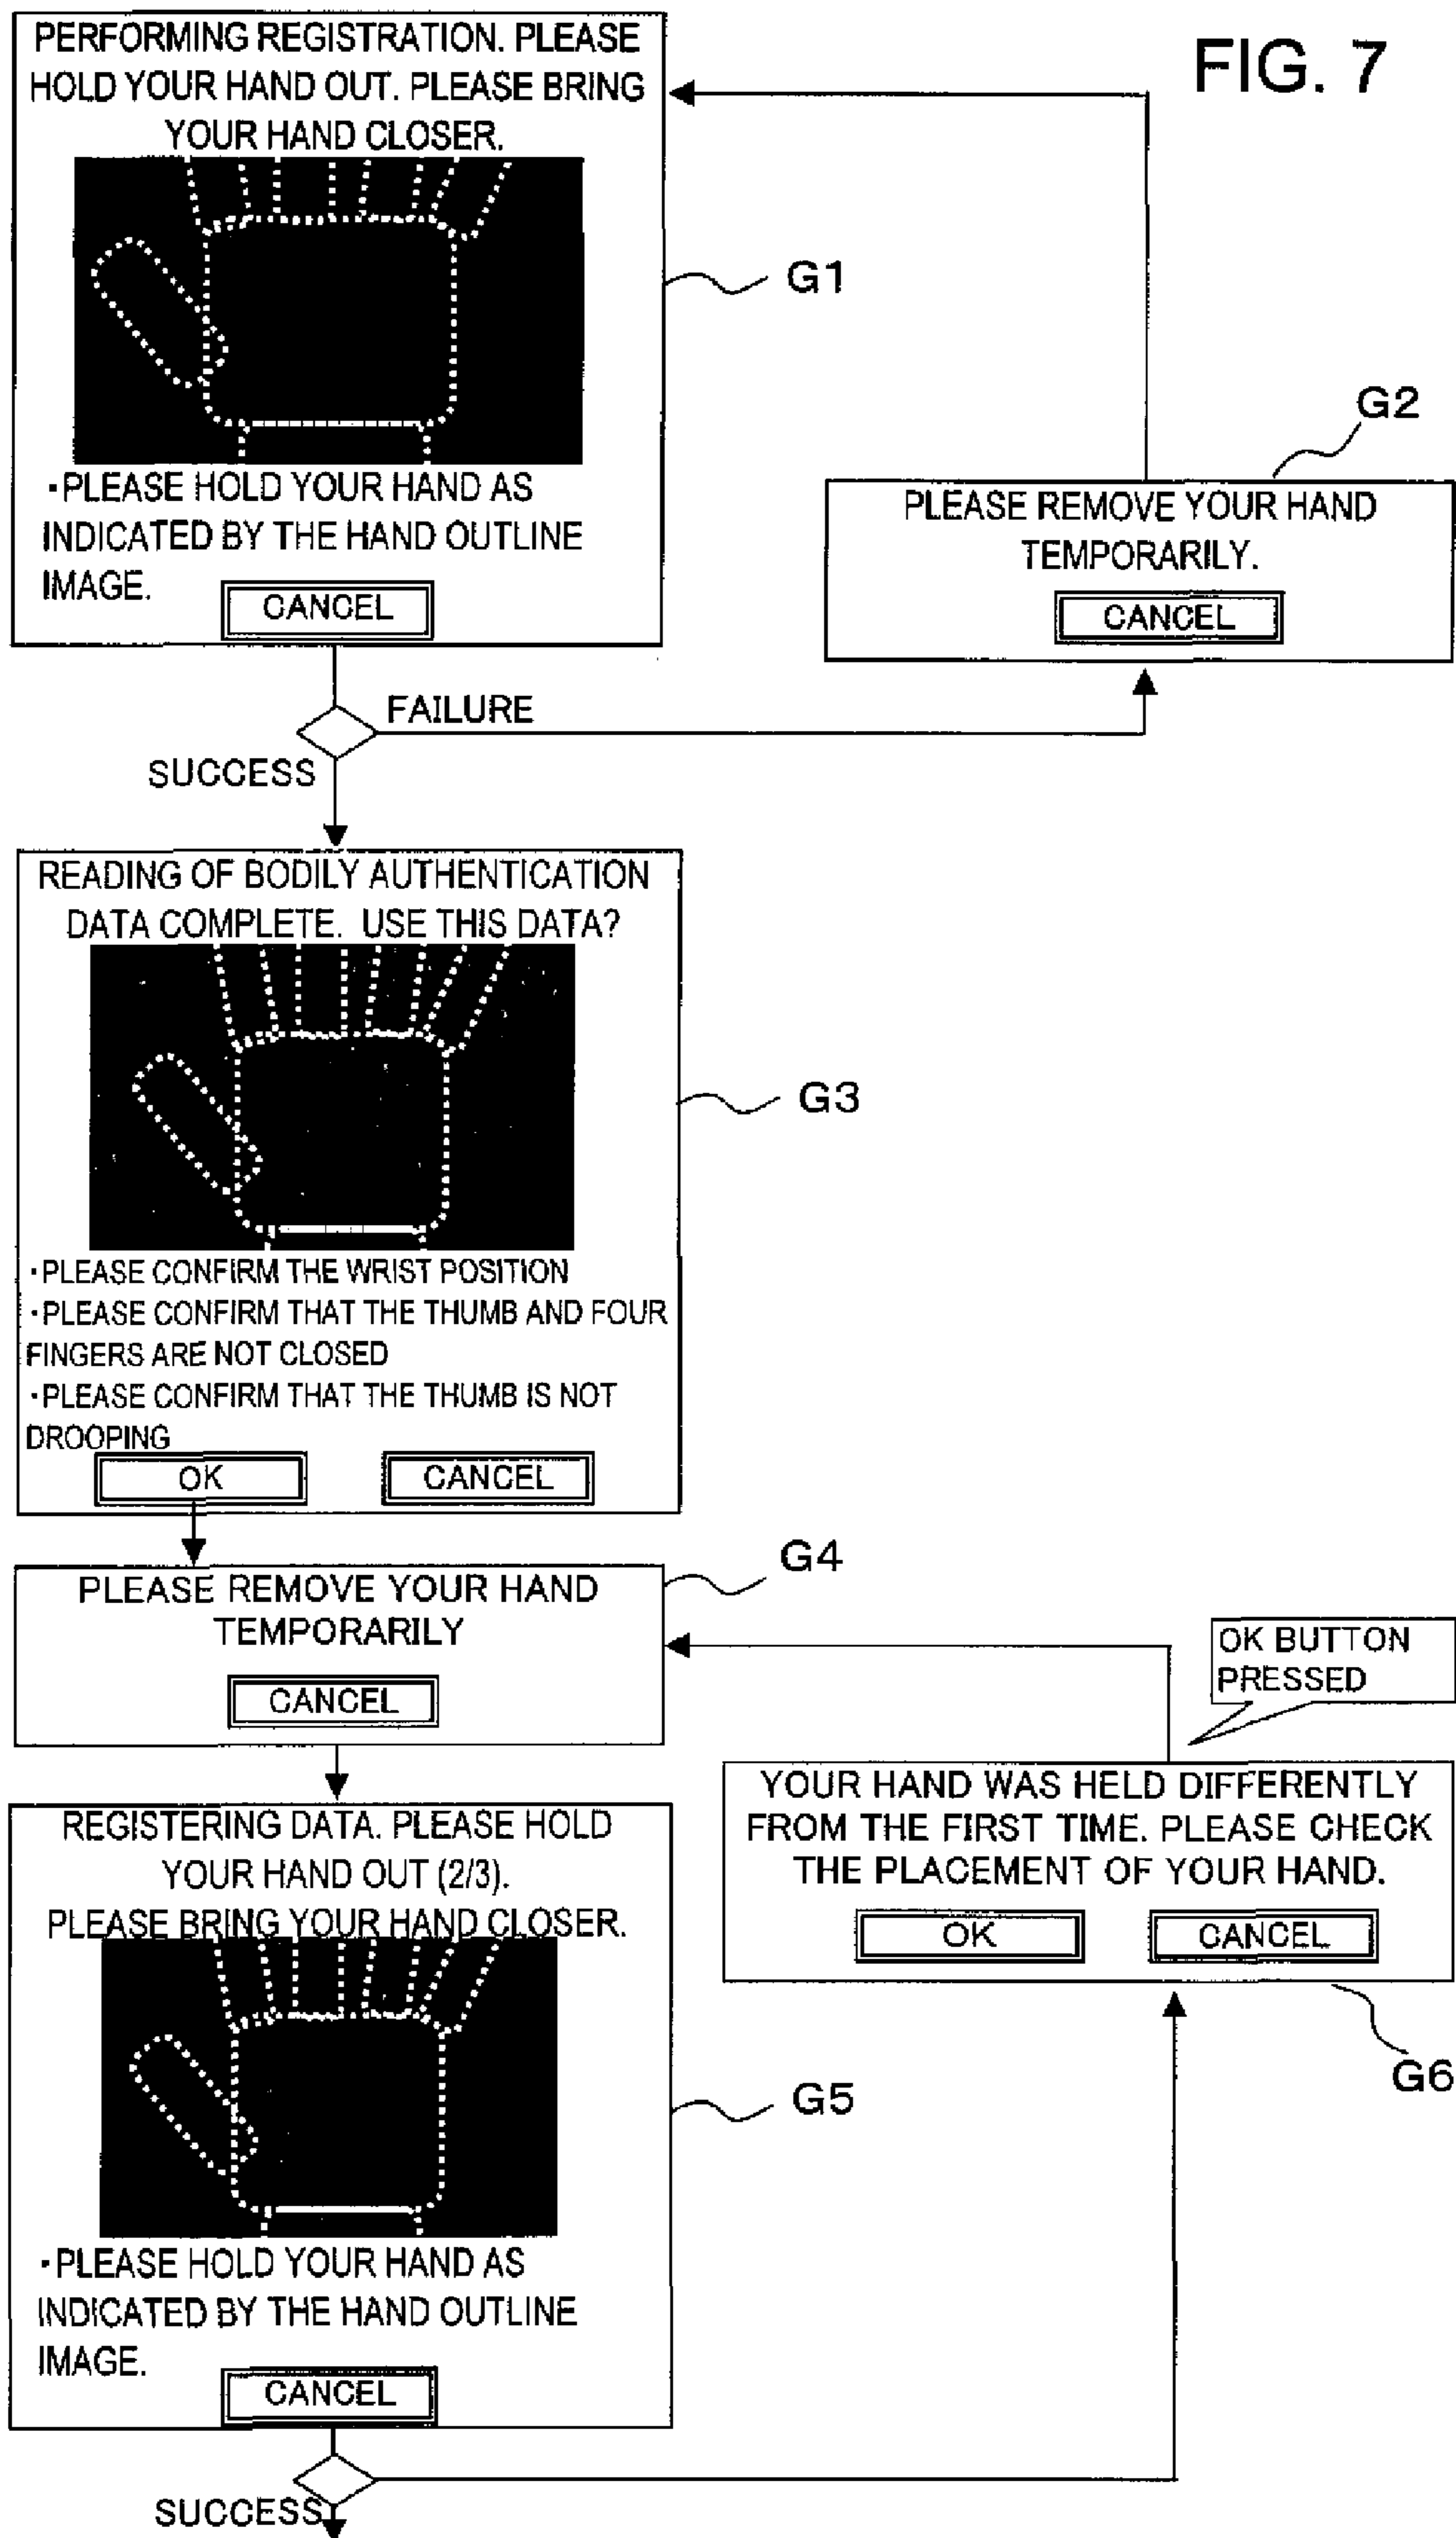 FIG. 7
PERFORMING REGISTRATION. PLEASE
HOLD YOUR HAND OUT. PLEASE BRING
YOUR HAND CLOSER.
G1
·PLEASE HOLD YOUR HAND AS
INDICATED BY THE HAND OUTLINE
IMAGE.
CANCEL
G2
PLEASE REMOVE YOUR HAND
TEMPORARILY.
CANCEL
FAILURE
SUCCESS
READING OF BODILY AUTHENTICATION
DATA COMPLETE. USE THIS DATA?
G3
·PLEASE CONFIRM THE WRIST POSITION
·PLEASE CONFIRM THAT THE THUMB AND FOUR
FINGERS ARE NOT CLOSED
·PLEASE CONFIRM THAT THE THUMB IS NOT
DROOPING
OK
CANCEL
G4
PLEASE REMOVE YOUR HAND
TEMPORARILY
CANCEL
OK BUTTON
PRESSED
YOUR HAND WAS HELD DIFFERENTLY
FROM THE FIRST TIME. PLEASE CHECK
THE PLACEMENT OF YOUR HAND.
OK
CANCEL
G6
REGISTERING DATA. PLEASE HOLD
YOUR HAND OUT (2/3).
PLEASE BRING YOUR HAND CLOSER.
G5
·PLEASE HOLD YOUR HAND AS
INDICATED BY THE HAND OUTLINE
IMAGE.
CANCEL
SUCCESS